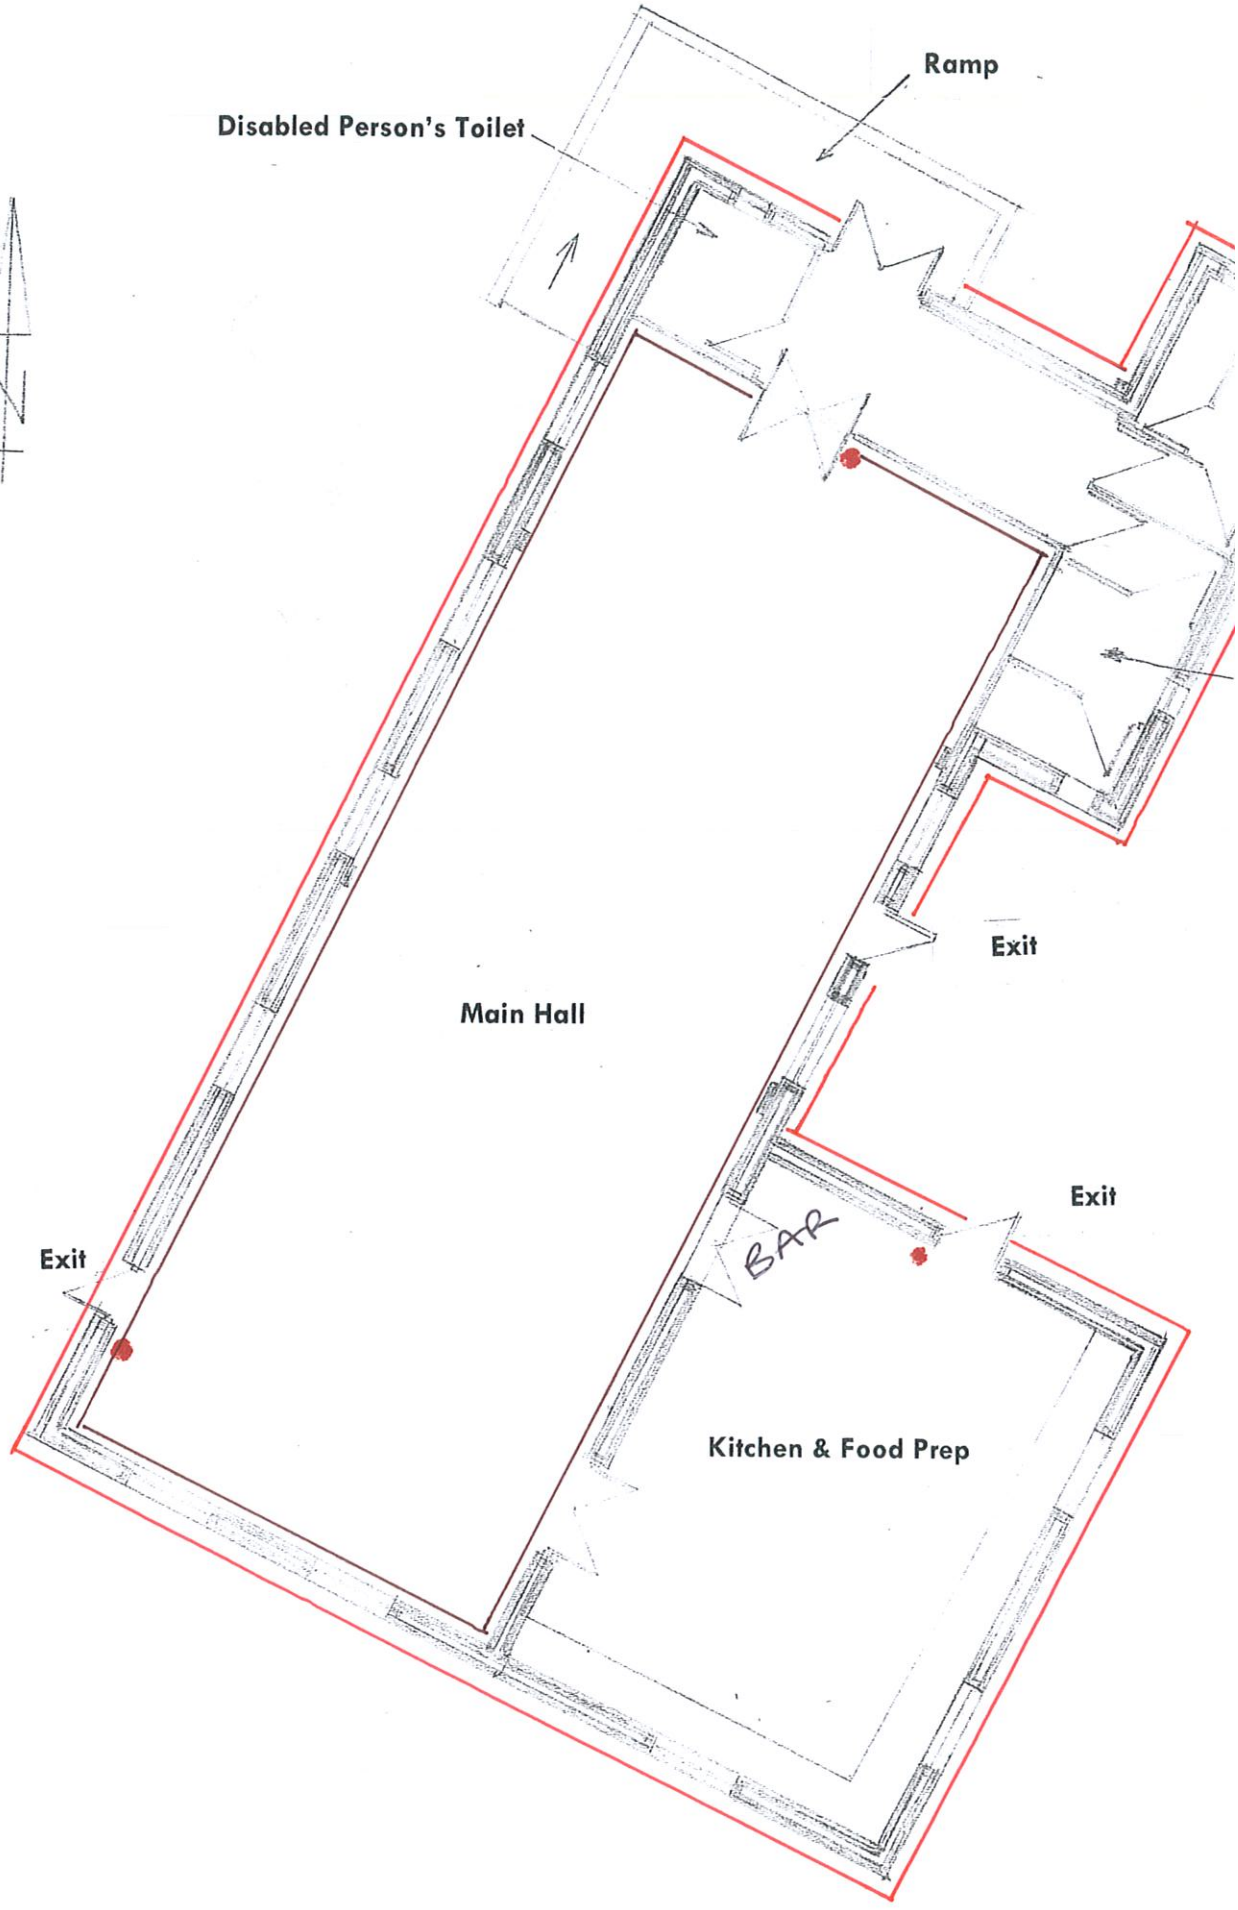 Ramp
Disabled Person's Toilet
N
Exit
Main Hall
Exit
BAR
Exit
Kitchen & Food Prep